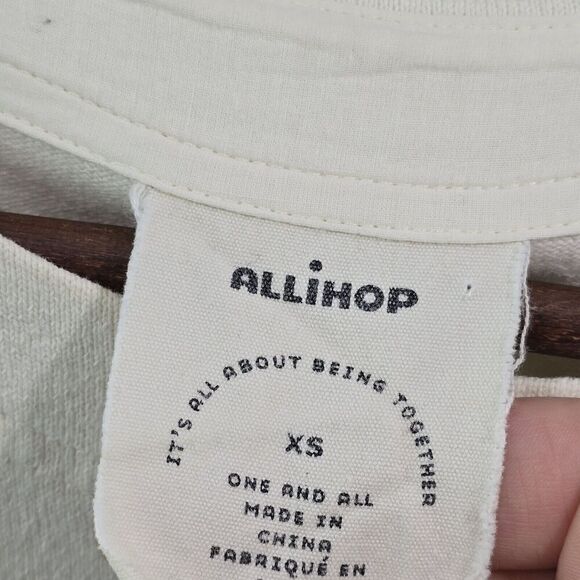 ALLiHOP
IT'S ALL ABOUT BEING TOGETHER
XS
ONE AND ALL
MADE IN
CHINA
FABRIQUÉ EN